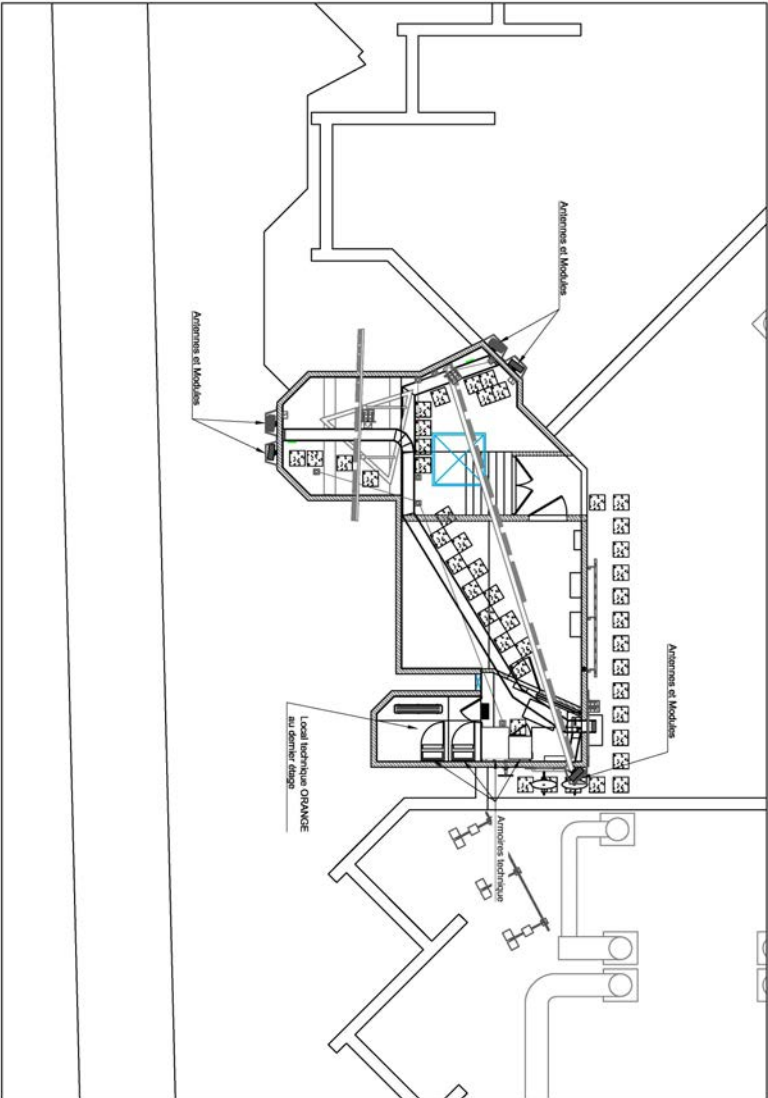 Antennes et Modules
Antennes et Modules
Antennes et Modules
Local technique ORANGE
au dernier étage
Armoires technique